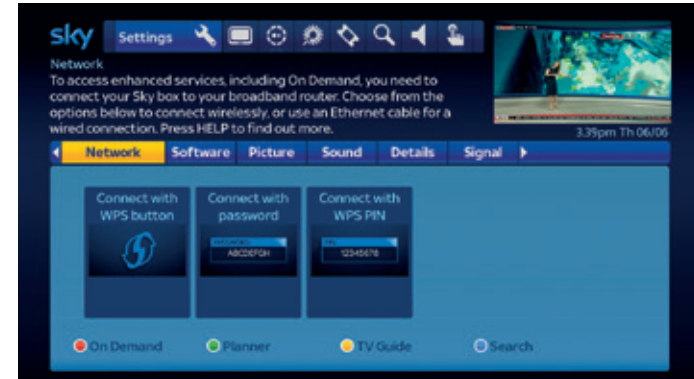 sky Settings
Network
To access enhanced services, including On Demand, you need to
connect your Sky box to your broadband router. Choose from the
options below to connect wirelessly, or use an Ethernet cable for a
wired connection. Press HELP to find out more.
3.39pm Th 06/06
Network Software Picture Sound Details Signal
Connect with
WPS button
Connect with
password
ABCDEFGH
Connect with
WPS PIN
PIN
12345678
On Demand Planner TV Guide Search